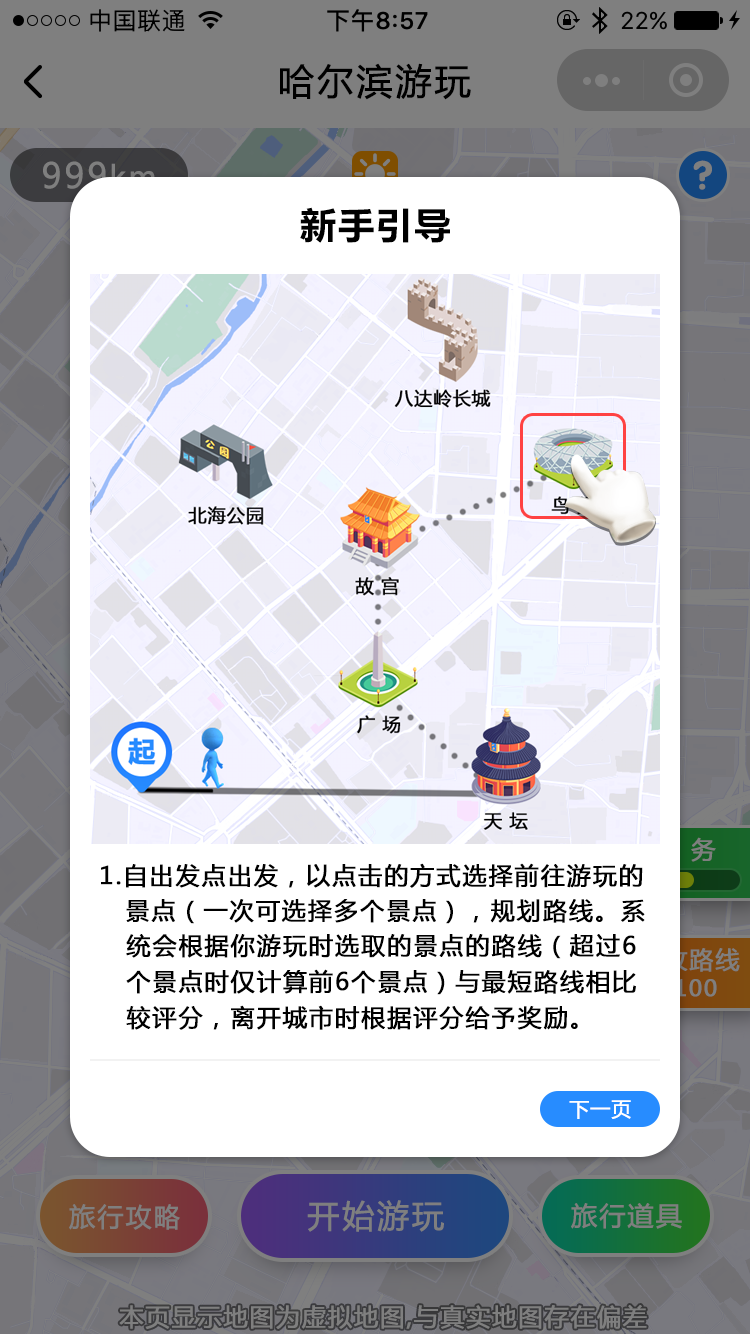 中国联通
下午8:57
22%
哈尔滨游玩
999km
?
新手引导
八达岭长城
公园
北海公园
鸟
故宫
广场
起
天坛
务
1.自出发点出发，以点击的方式选择前往游玩的
景点（一次可选择多个景点），规划路线。系
统会根据你游玩时选取的景点的路线（超过6
个景点时仅计算前6个景点）与最短路线相比
较评分，离开城市时根据评分给予奖励。
改路线
100
下一页
旅行攻略
开始游玩
旅行道具
本页显示地图为虚拟地图,与真实地图存在偏差